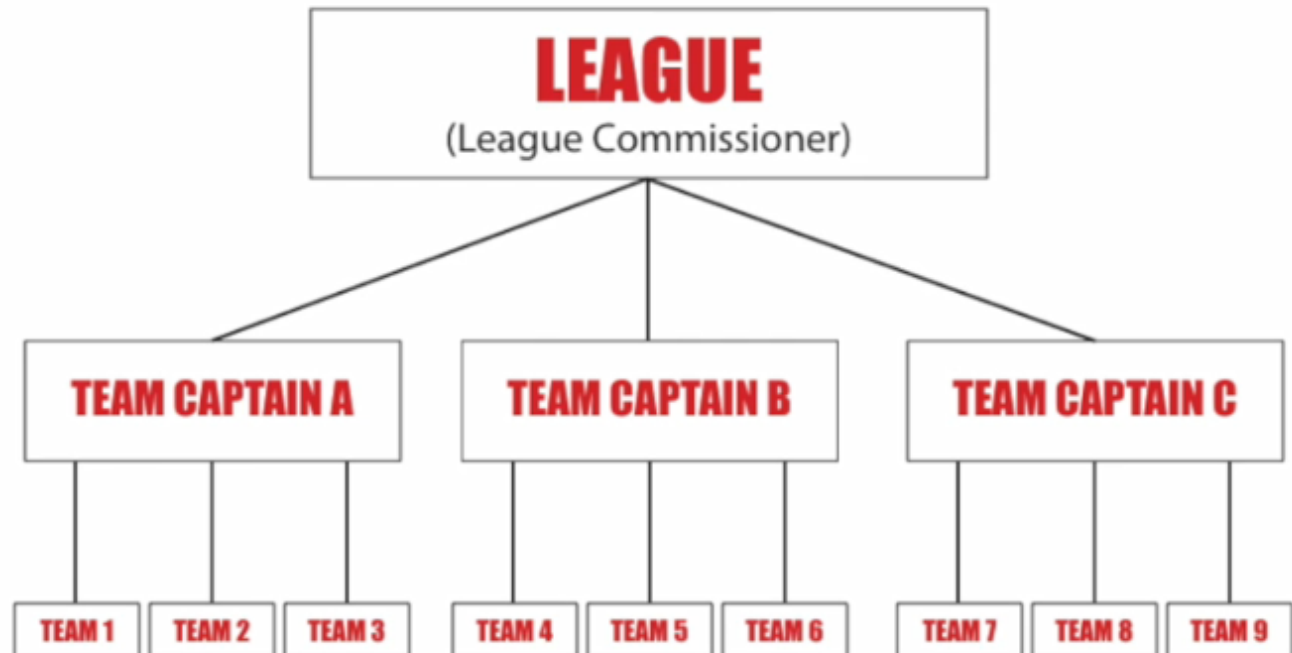 LEAGUE
(League Commissioner)
TEAM CAPTAIN A
TEAM CAPTAIN B
TEAM CAPTAIN C
TEAM 1
TEAM 2
TEAM 3
TEAM 4
TEAM 5
TEAM 6
TEAM 7
TEAM 8
TEAM 9